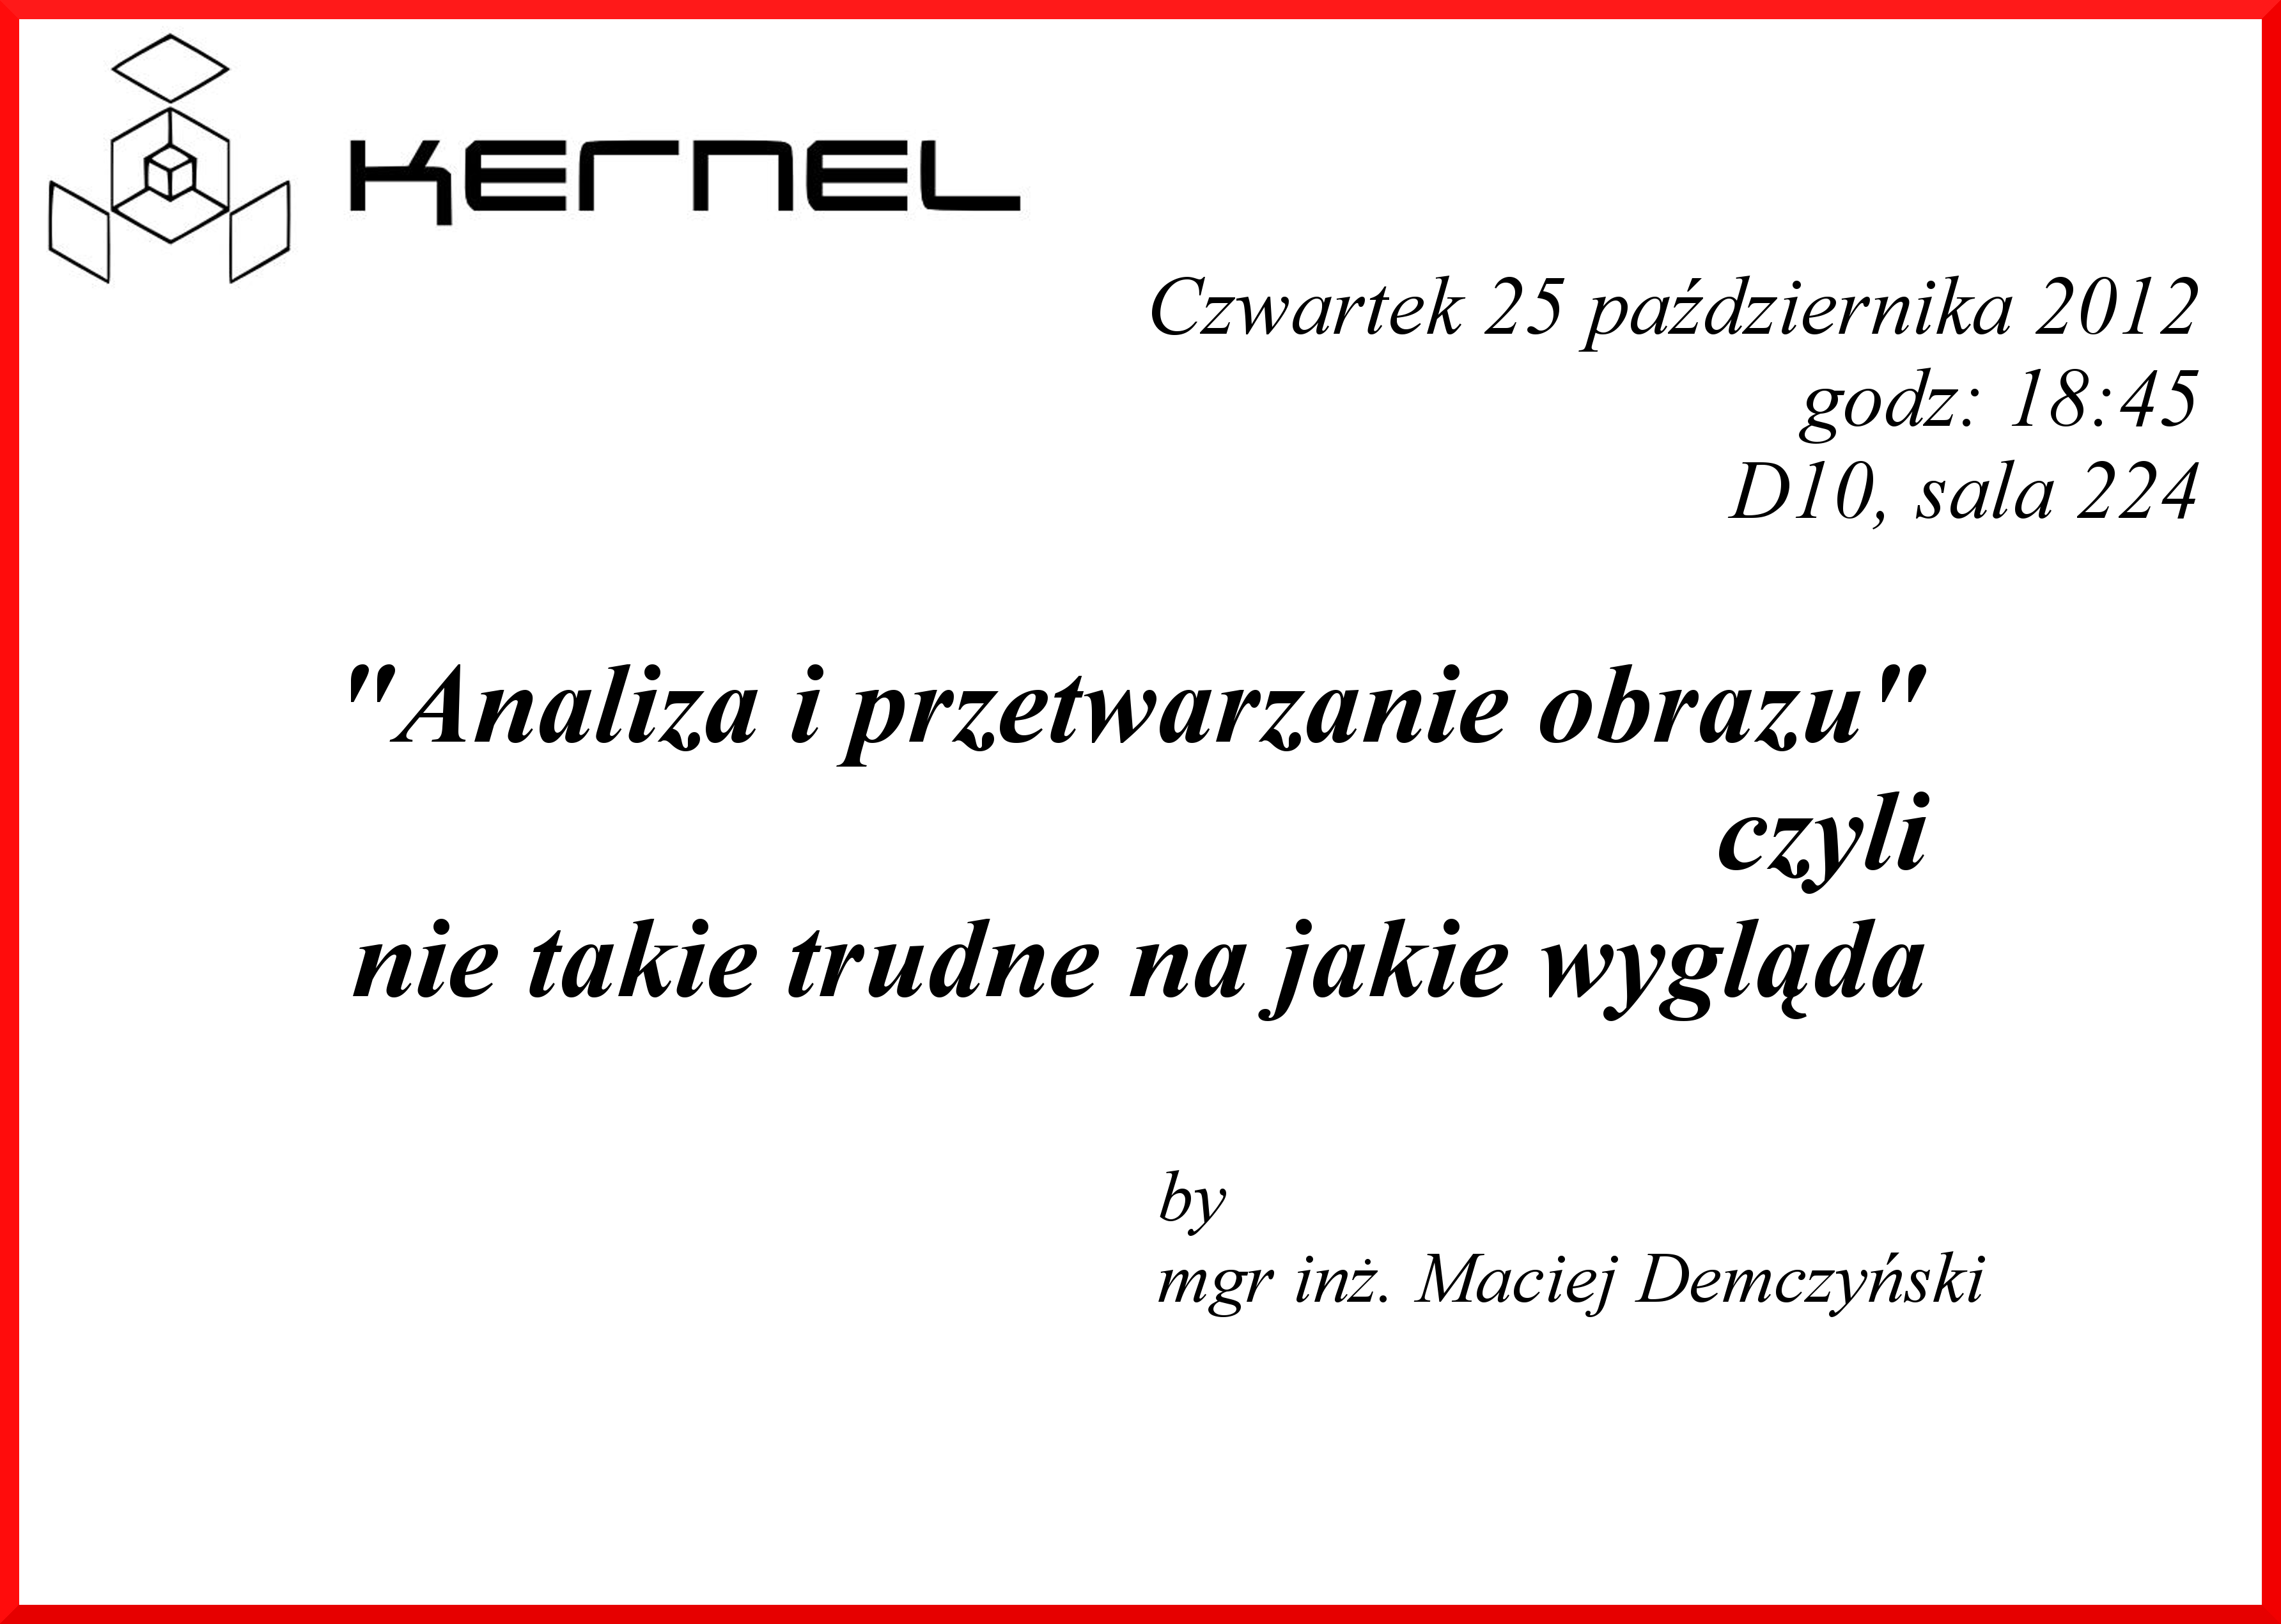 KERNEL
Czwartek 25 października 2012
godz: 18:45
D10, sala 224
"Analiza i przetwarzanie obrazu"
czyli
nie takie trudne na jakie wygląda
by
mgr inż. Maciej Demczyński